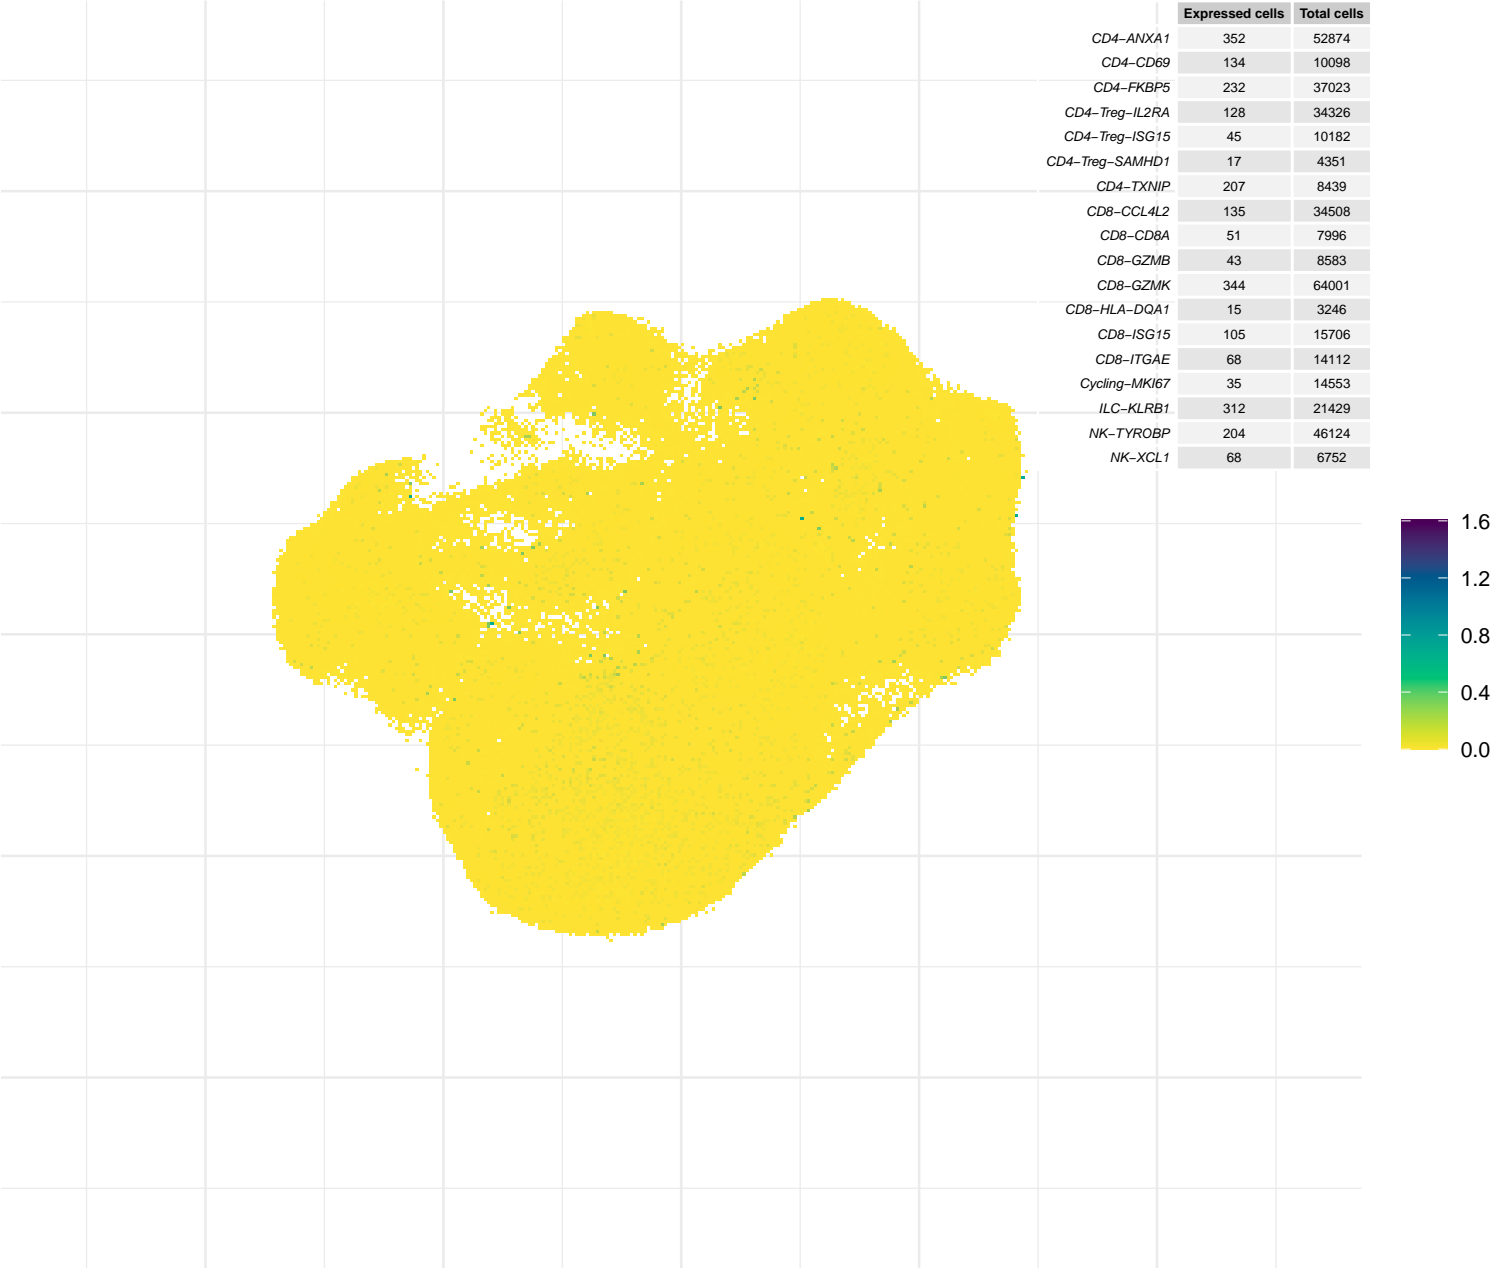 Expressed cells Total cells
CD4−ANXA1 352 52874
CD4−CD69 134 10098
CD4−FKBP5 232 37023
CD4−Treg−IL2RA 128 34326
CD4−Treg−ISG15 45 10182
CD4−Treg−SAMHD1 17 4351
CD4−TXNIP 207 8439
CD8−CCL4L2 135 34508
CD8−CD8A 51 7996
CD8−GZMB 43 8583
CD8−GZMK 344 64001
CD8−HLA−DQA1 15 3246
CD8−ISG15 105 15706
CD8−ITGAE 68 14112
Cycling−MKI67 35 14553
ILC−KLRB1 312 21429
NK−TYROBP 204 46124
NK−XCL1 68 6752
1.6
1.2
0.8
0.4
0.0